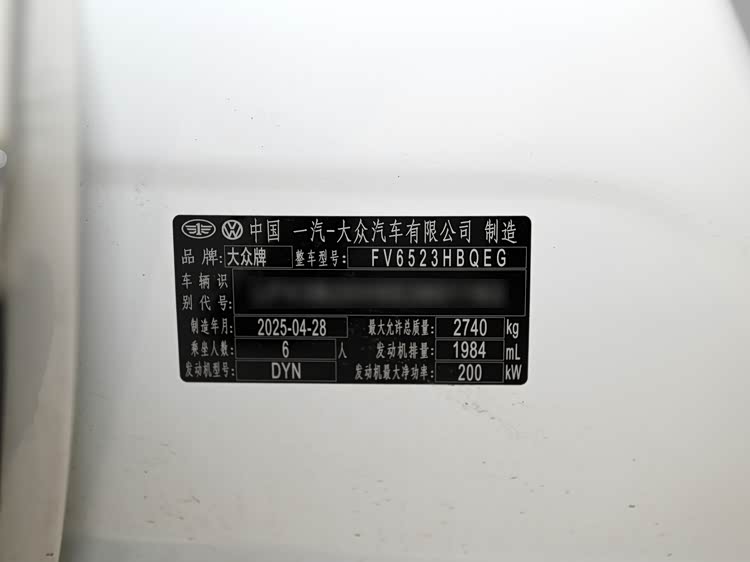 中国 一汽-大众汽车有限公司 制造
品牌: 大众牌 整车型号: FV6523HBQEG
车辆识
别代号:
制造年月: 2025-04-28 最大允许总质量: 2740 kg
乘坐人数: 6 人 发动机排量: 1984 mL
发动机型号: DYN 发动机最大净功率: 200 kW